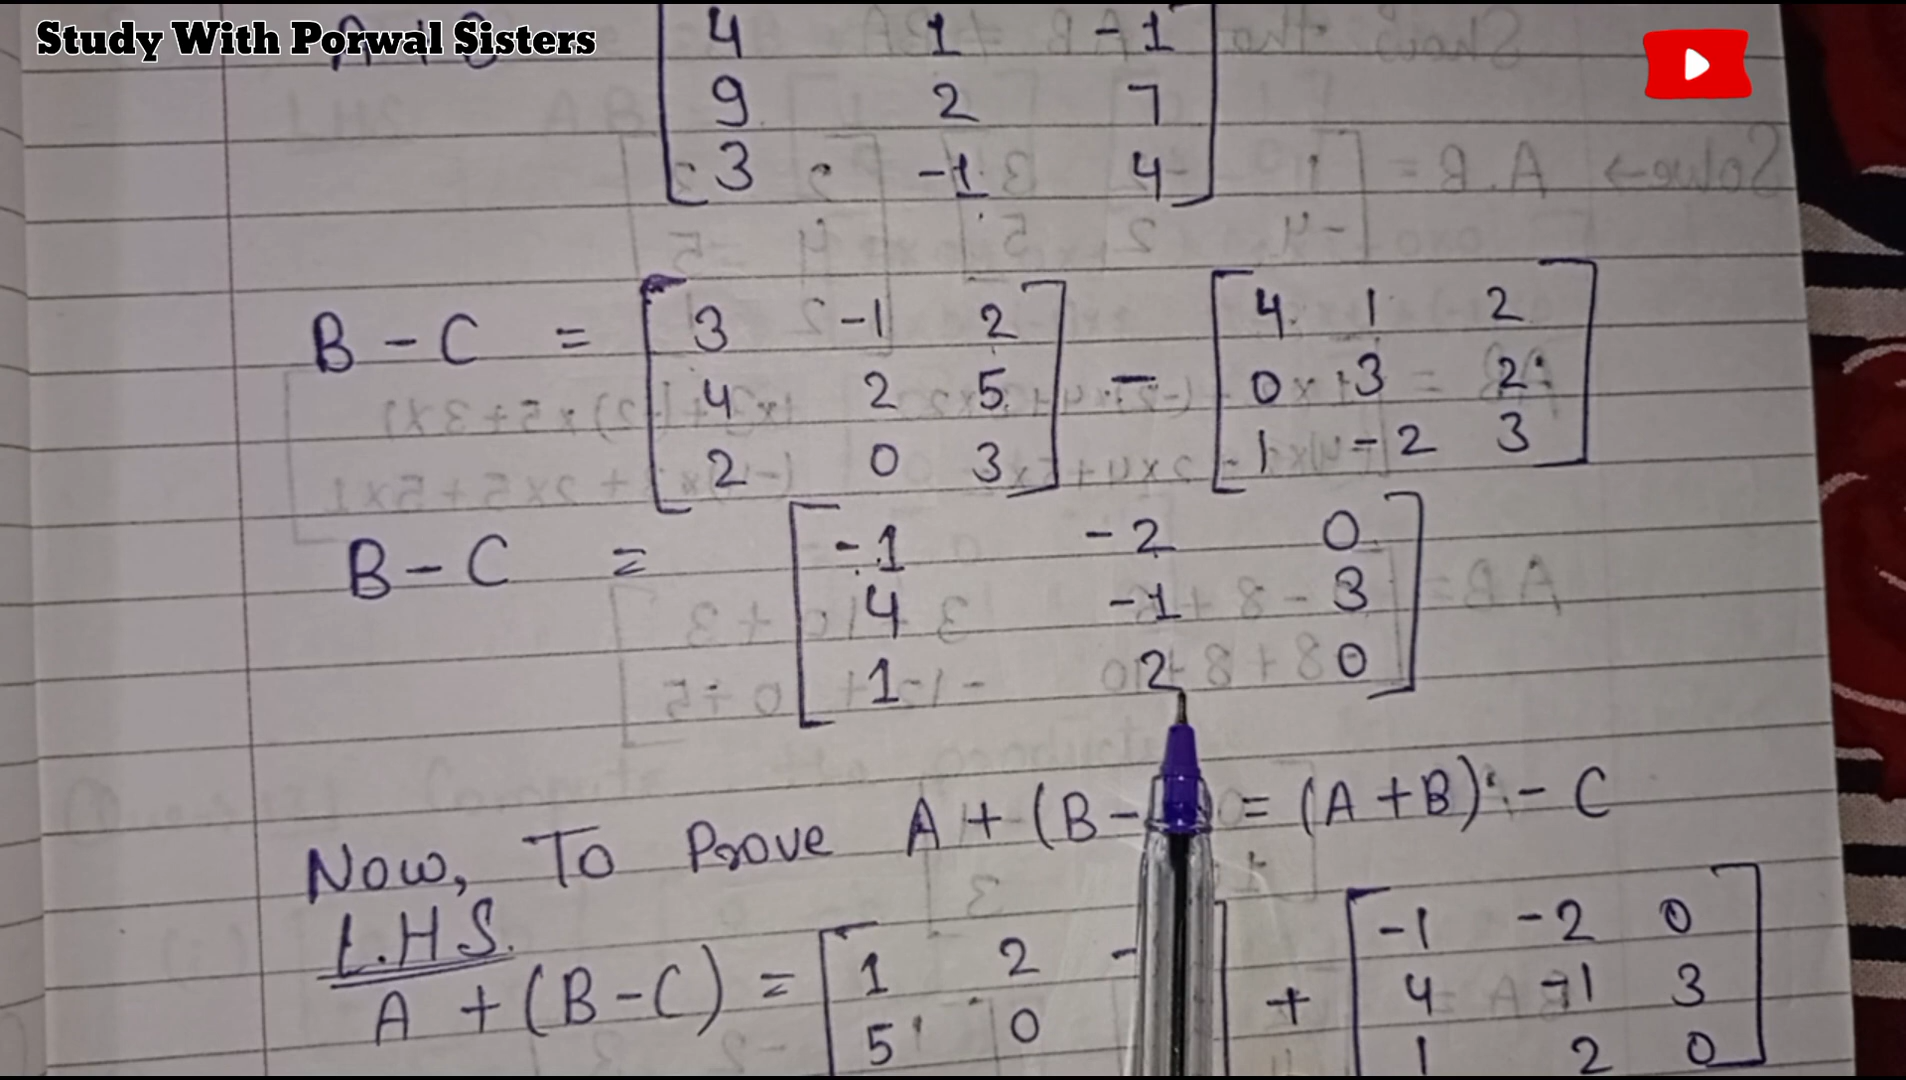 Study With Porwal Sisters
4 1 -1
9 2 7
3 -1 4
B - C = [ 3 -1 2 ] - [ 4 1 2 ]
4 2 5 0 3 2
2 0 3 1 -2 3
B - C = [ -1 -2 0 ]
4 -1 3
1 2 0
Now, To Prove A + (B - = (A + B) - C
L.H.S.
A + (B - C) = [ 1 2 - ] + [ -1 -2 0 ]
5 0 4 -1 3
1 2 0